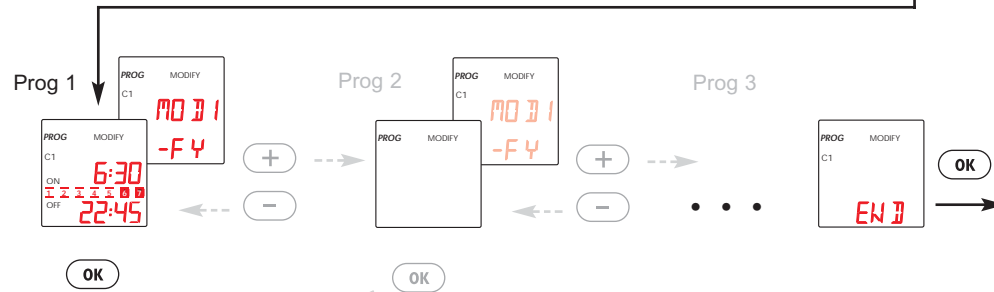 Prog 1
PROG MODIFY
C1
MODI
-FY
PROG MODIFY
C1
ON 6:30
1 2 3 4 5 6 7
OFF 22:45
OK
+
-
Prog 2
PROG MODIFY
C1
MODI
-FY
PROG MODIFY
OK
+
-
Prog 3
• • •
PROG MODIFY
C1
END
OK